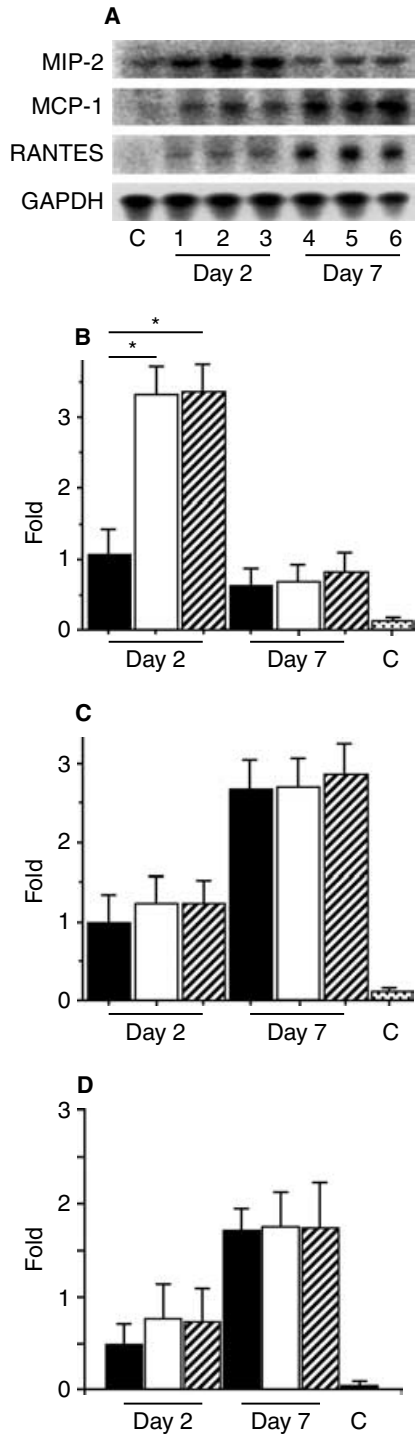 A
MIP-2
MCP-1
RANTES
GAPDH
C 1 2 3 4 5 6
Day 2 Day 7
B
* *
3
2
1
0
Fold
Day 2 Day 7 C
C
3
2
1
0
Fold
Day 2 Day 7 C
D
3
2
1
0
Fold
Day 2 Day 7 C